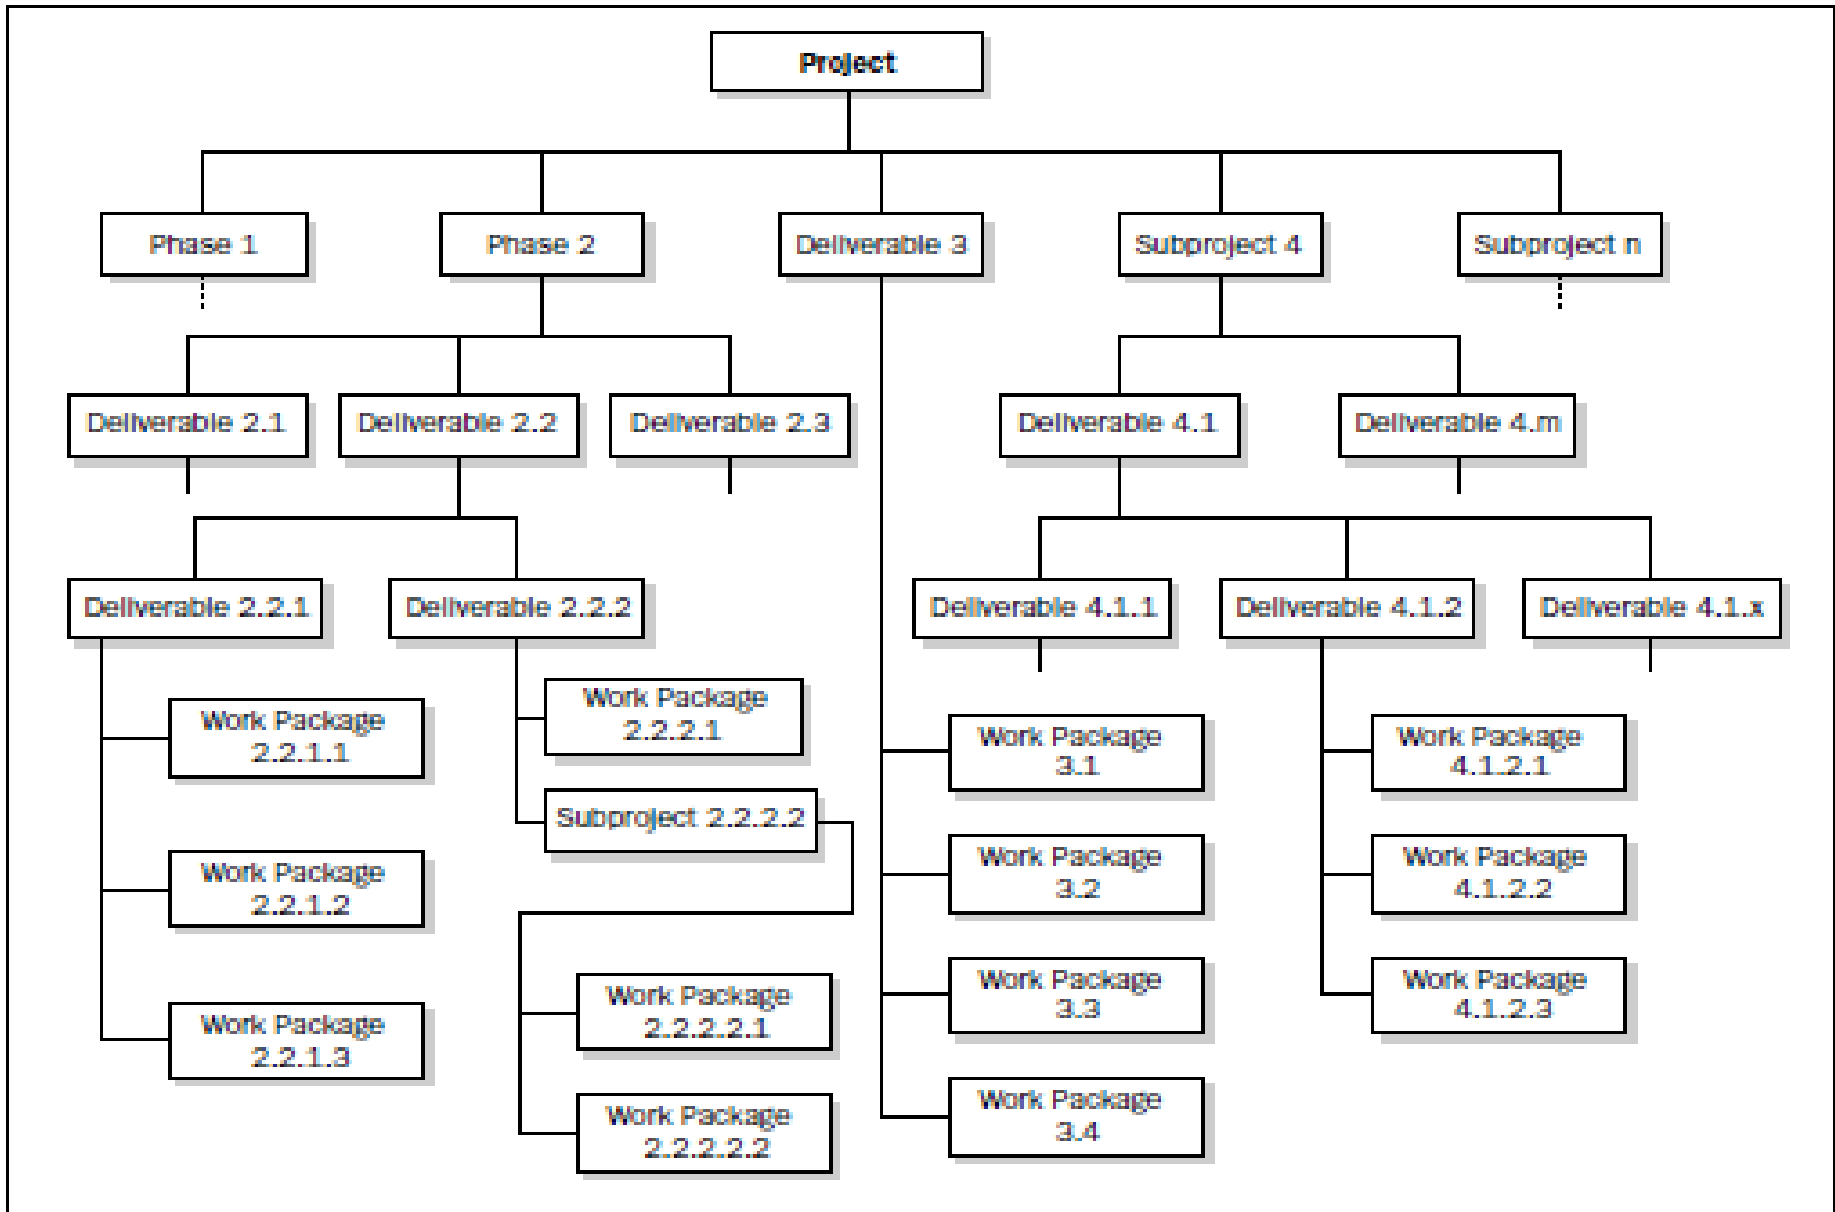 Project
Phase 1
Phase 2
Deliverable 3
Subproject 4
Subproject n
Deliverable 2.1
Deliverable 2.2
Deliverable 2.3
Deliverable 4.1
Deliverable 4.m
Deliverable 2.2.1
Deliverable 2.2.2
Deliverable 4.1.1
Deliverable 4.1.2
Deliverable 4.1.x
Work Package
2.2.1.1
Work Package
2.2.1.2
Work Package
2.2.1.3
Work Package
2.2.2.1
Subproject 2.2.2.2
Work Package
2.2.2.2.1
Work Package
2.2.2.2.2
Work Package
3.1
Work Package
3.2
Work Package
3.3
Work Package
3.4
Work Package
4.1.2.1
Work Package
4.1.2.2
Work Package
4.1.2.3